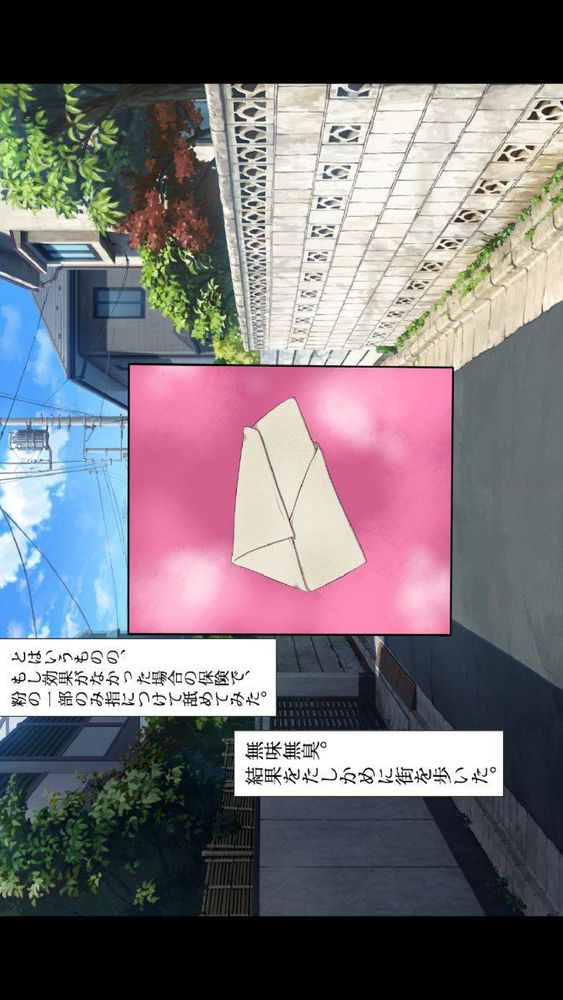 とはいうものの、
もし効果がなかった場合の保険で、
粉の一部のみ指につけて舐めてみた。
無味無臭。
結果をたしかめに街を歩いた。